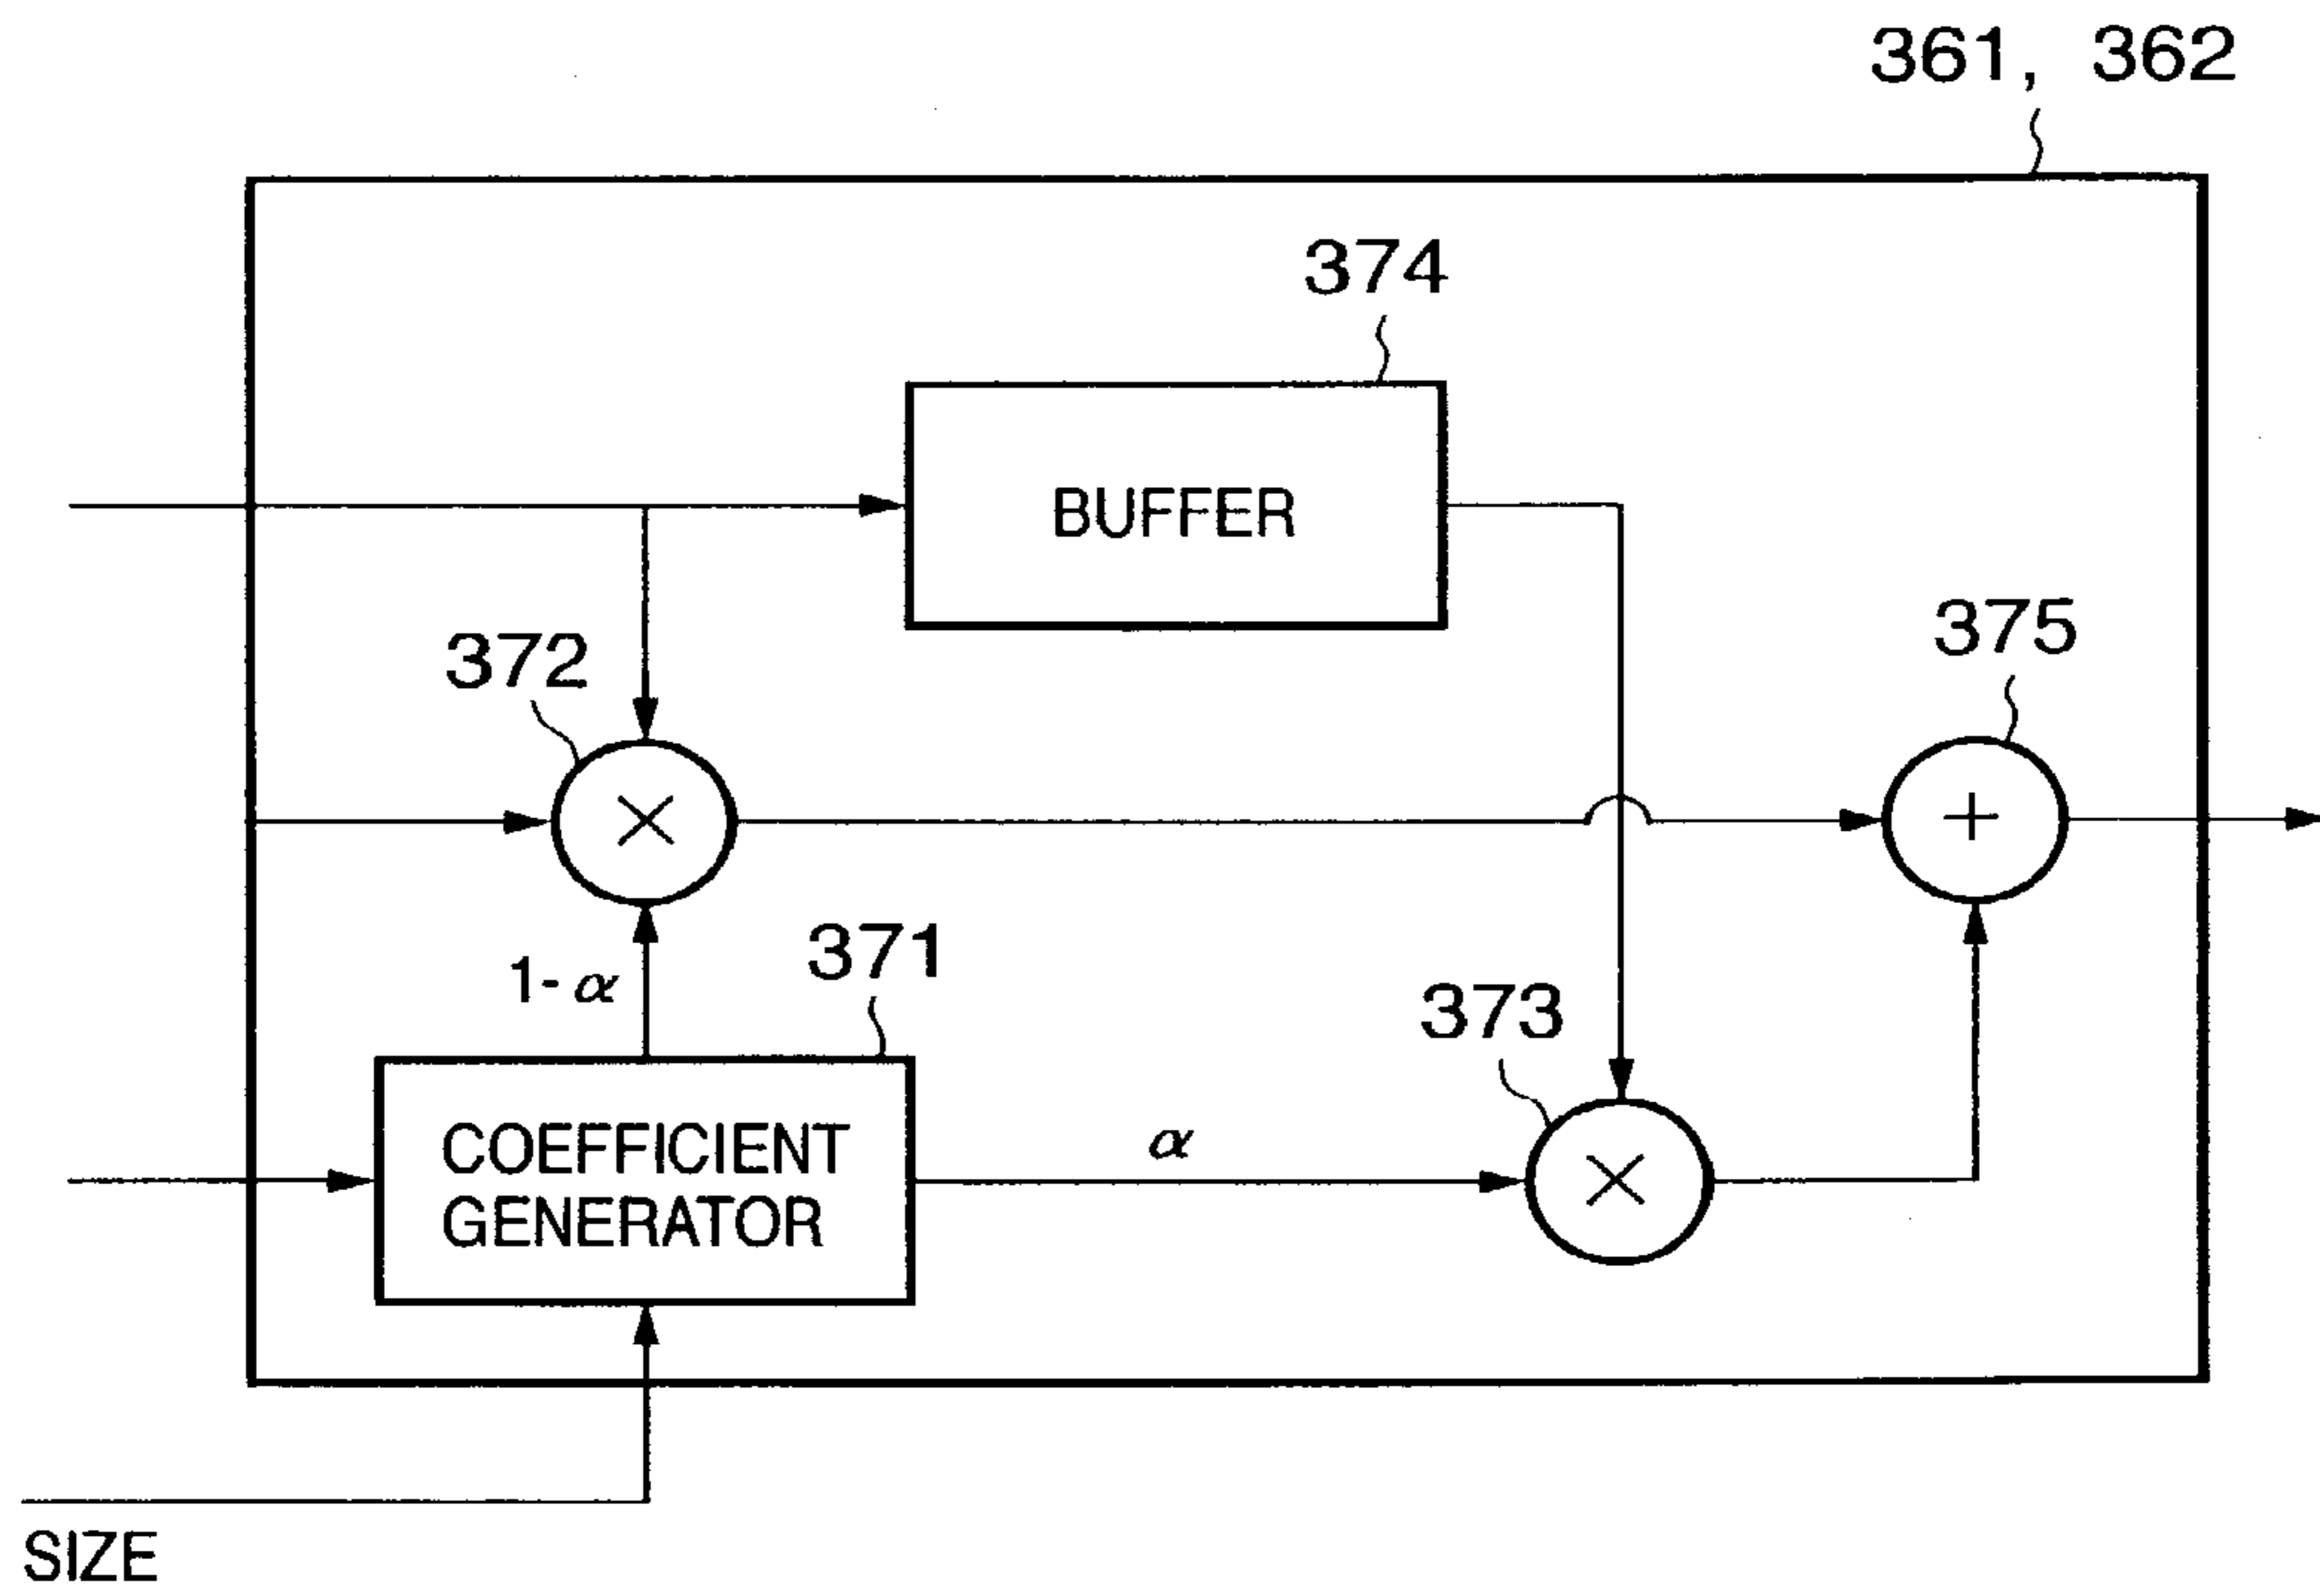 361, 362
374
BUFFER
375
372
371
1-α
373
COEFFICIENT
GENERATOR
α
SIZE